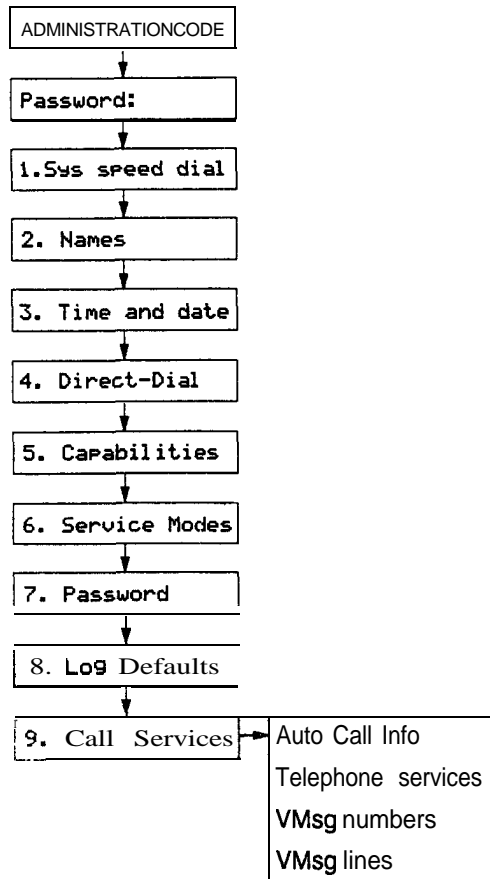 ADMINISTRATIONCODE
Password:
1.Sys speed dial
2. Names
3. Time and date
4. Direct-Dial
5. Capabilities
6. Service Modes
7. Password
8. Log Defaults
9. Call Services
Auto Call Info
Telephone services
VMsg numbers
VMsg lines